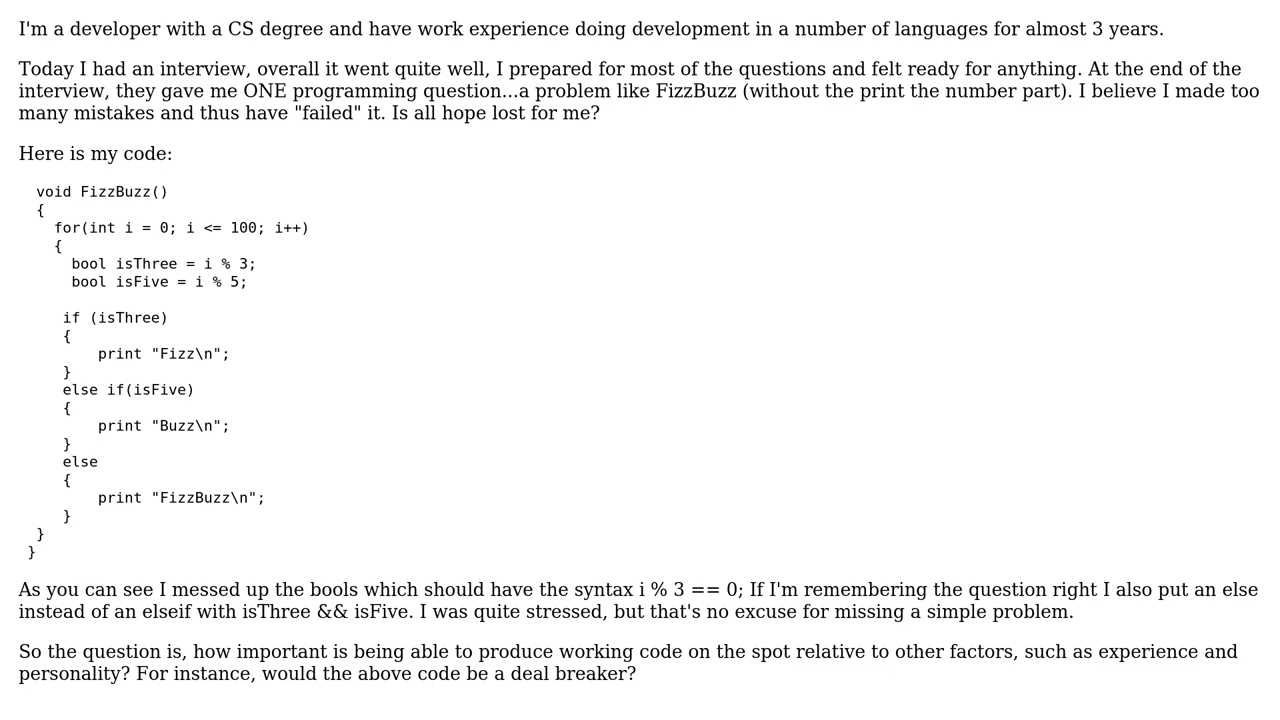 I'm a developer with a CS degree and have work experience doing development in a number of languages for almost 3 years.
Today I had an interview, overall it went quite well, I prepared for most of the questions and felt ready for anything. At the end of the
interview, they gave me ONE programming question...a problem like FizzBuzz (without the print the number part). I believe I made too
many mistakes and thus have "failed" it. Is all hope lost for me?
Here is my code:
void FizzBuzz()
{
for(int i = 0; i <= 100; i++)
{
bool isThree = i % 3;
bool isFive = i % 5;
if (isThree)
{
print "Fizz\n";
}
else if(isFive)
{
print "Buzz\n";
}
else
{
print "FizzBuzz\n";
}
}
}
As you can see I messed up the bools which should have the syntax i % 3 == 0; If I'm remembering the question right I also put an else
instead of an elseif with isThree && isFive. I was quite stressed, but that's no excuse for missing a simple problem.
So the question is, how important is being able to produce working code on the spot relative to other factors, such as experience and
personality? For instance, would the above code be a deal breaker?